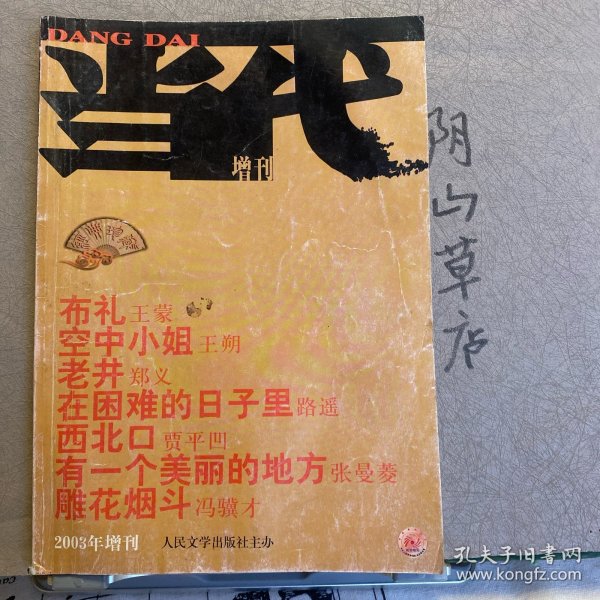 DANG DAI
当代
增刊
布礼 王蒙
空中小姐 王朔
老井 郑义
在困难的日子里 路遥
西北口 贾平凹
有一个美丽的地方 张曼菱
雕花烟斗 冯骥才
2003年增刊 人民文学出版社主办
阴山草店
孔夫子旧书网
www.kongfz.com